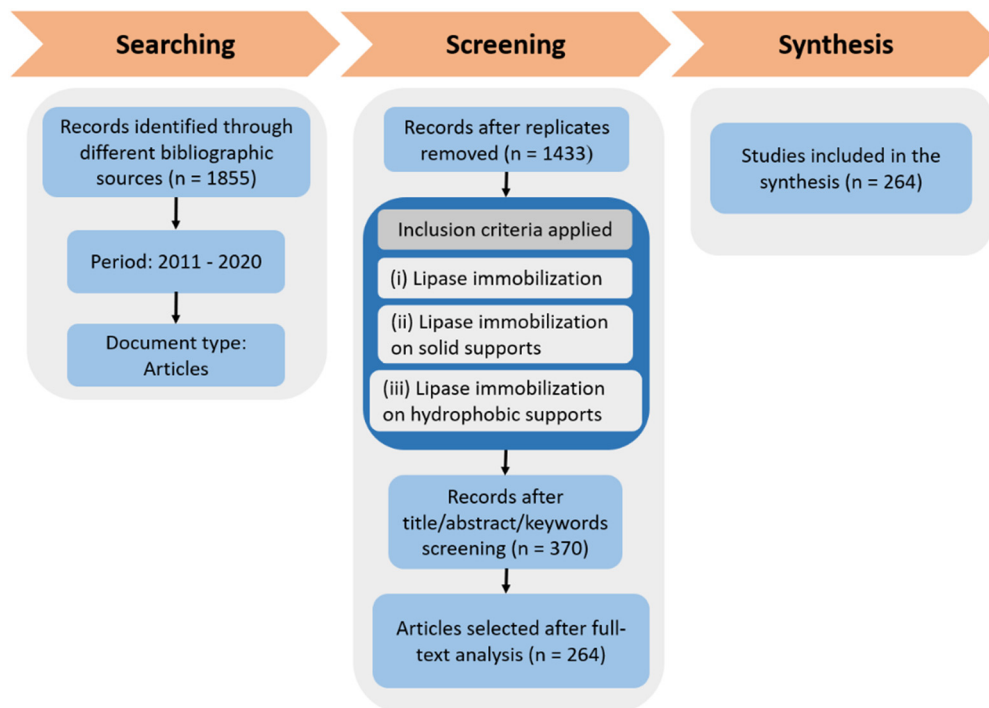 Searching
Screening
Synthesis
Records identified through
different bibliographic
sources (n = 1855)
Period: 2011 - 2020
Document type:
Articles
Records after replicates
removed (n = 1433)
Inclusion criteria applied
(i) Lipase immobilization
(ii) Lipase immobilization
on solid supports
(iii) Lipase immobilization
on hydrophobic supports
Records after
title/abstract/keywords
screening (n = 370)
Articles selected after full-
text analysis (n = 264)
Studies included in the
synthesis (n = 264)